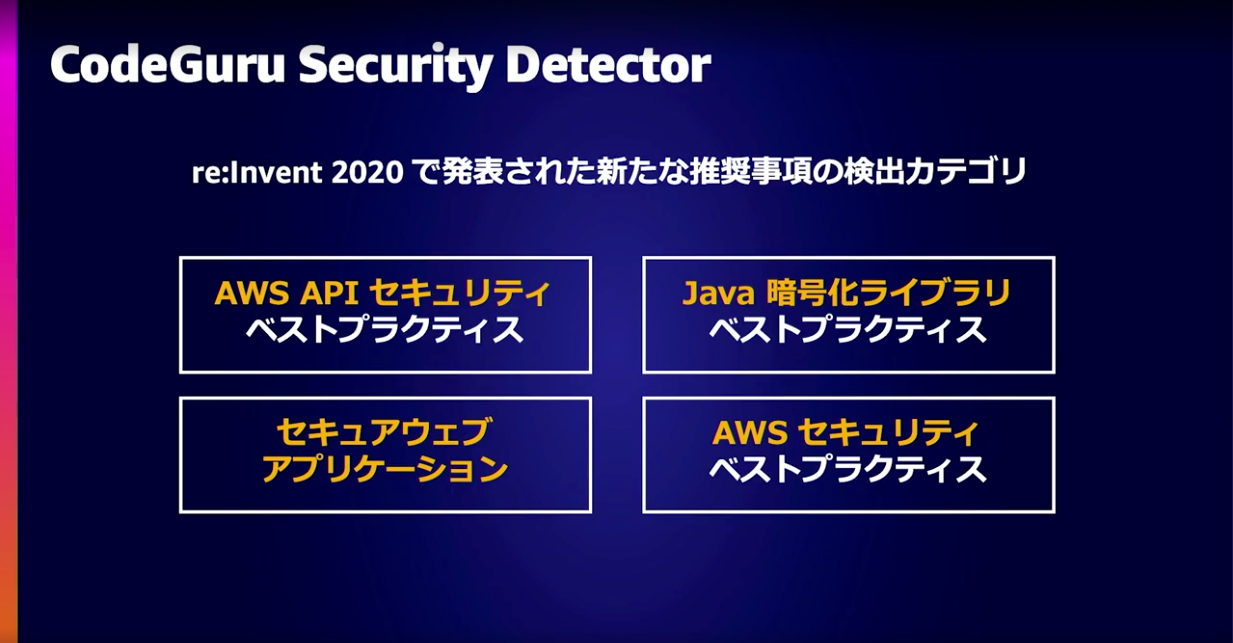 CodeGuru Security Detector
re:Invent 2020 で発表された新たな推奨事項の検出カテゴリ
AWS API セキュリティ
ベストプラクティス
Java 暗号化ライブラリ
ベストプラクティス
セキュアウェブ
アプリケーション
AWS セキュリティ
ベストプラクティス